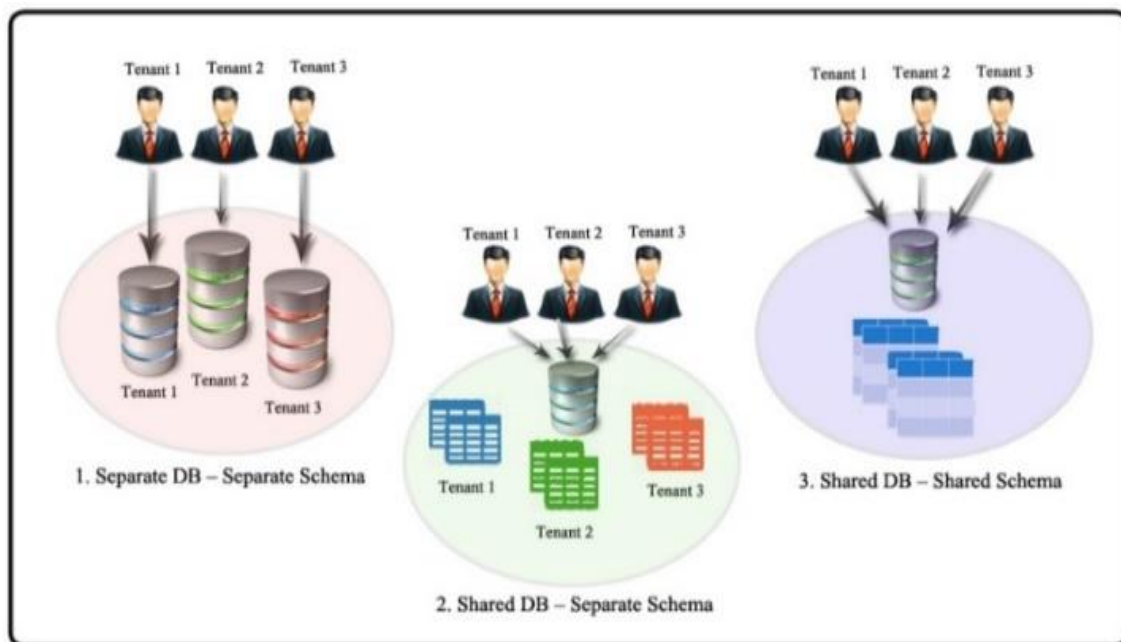 Tenant 1 Tenant 2 Tenant 3
Tenant 1
Tenant 2
Tenant 3
1. Separate DB – Separate Schema
Tenant 1 Tenant 2 Tenant 3
Tenant 1
Tenant 2
Tenant 3
2. Shared DB – Separate Schema
Tenant 1 Tenant 2 Tenant 3
3. Shared DB – Shared Schema